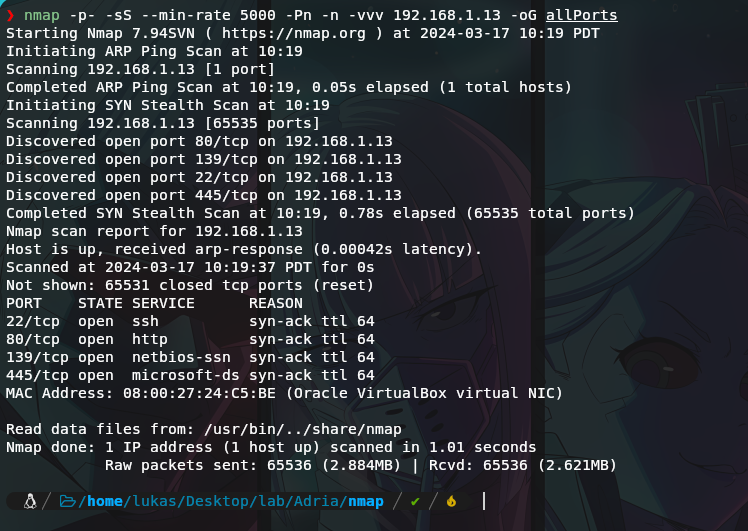 ❯ nmap -p- -sS --min-rate 5000 -Pn -n -vvv 192.168.1.13 -oG allPorts
Starting Nmap 7.94SVN ( https://nmap.org ) at 2024-03-17 10:19 PDT
Initiating ARP Ping Scan at 10:19
Scanning 192.168.1.13 [1 port]
Completed ARP Ping Scan at 10:19, 0.05s elapsed (1 total hosts)
Initiating SYN Stealth Scan at 10:19
Scanning 192.168.1.13 [65535 ports]
Discovered open port 80/tcp on 192.168.1.13
Discovered open port 139/tcp on 192.168.1.13
Discovered open port 22/tcp on 192.168.1.13
Discovered open port 445/tcp on 192.168.1.13
Completed SYN Stealth Scan at 10:19, 0.78s elapsed (65535 total ports)
Nmap scan report for 192.168.1.13
Host is up, received arp-response (0.00042s latency).
Scanned at 2024-03-17 10:19:37 PDT for 0s
Not shown: 65531 closed tcp ports (reset)
PORT    STATE SERVICE      REASON
22/tcp  open  ssh          syn-ack ttl 64
80/tcp  open  http         syn-ack ttl 64
139/tcp open  netbios-ssn  syn-ack ttl 64
445/tcp open  microsoft-ds syn-ack ttl 64
MAC Address: 08:00:27:24:C5:BE (Oracle VirtualBox virtual NIC)
Read data files from: /usr/bin/../share/nmap
Nmap done: 1 IP address (1 host up) scanned in 1.01 seconds
           Raw packets sent: 65536 (2.884MB) | Rcvd: 65536 (2.621MB)
/ /home/lukas/Desktop/lab/Adria/nmap / ✔ /